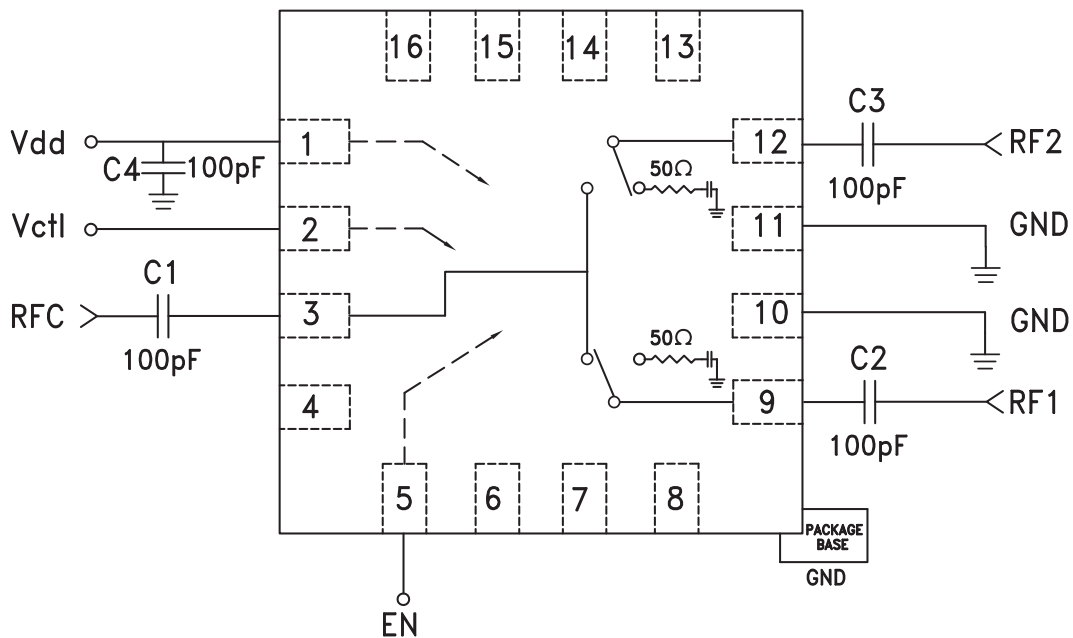 16 15 14 13
C3
Vdd 1 12 RF2
C4 100pF 50Ω
100pF
Vctl 2 11 GND
C1
RFC 3 10 GND
100pF 50Ω
C2
4 9 RF1
100pF
5 6 7 8
PACKAGE
BASE
GND
EN